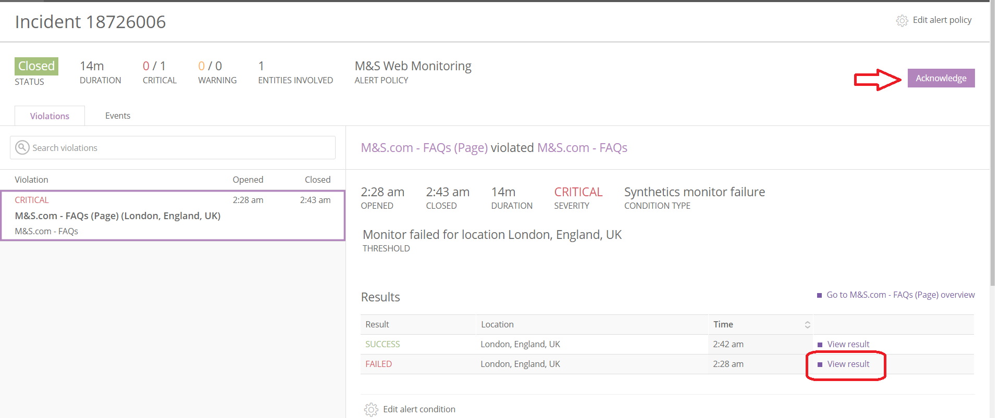 Incident 18726006
Edit alert policy
Closed
STATUS
14m
DURATION
0 / 1
CRITICAL
0 / 0
WARNING
1
ENTITIES INVOLVED
M&S Web Monitoring
ALERT POLICY
Acknowledge
Violations Events
Search violations
Violation Opened Closed
CRITICAL 2:28 am 2:43 am
M&S.com - FAQs (Page) (London, England, UK)
M&S.com - FAQs
M&S.com - FAQs (Page) violated M&S.com - FAQs
2:28 am
OPENED
2:43 am
CLOSED
14m
DURATION
CRITICAL
SEVERITY
Synthetics monitor failure
CONDITION TYPE
Monitor failed for location London, England, UK
THRESHOLD
Results
Go to M&S.com - FAQs (Page) overview
Result Location Time
SUCCESS London, England, UK 2:42 am View result
FAILED London, England, UK 2:28 am View result
Edit alert condition